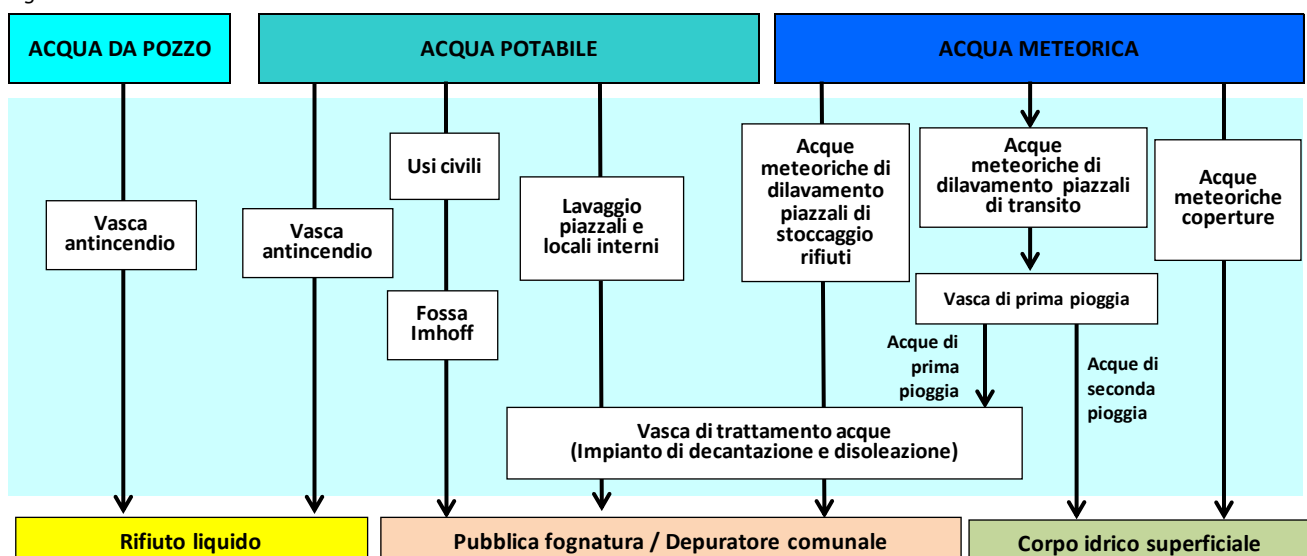 ACQUA DA POZZO
ACQUA POTABILE
ACQUA METEORICA
Vasca
antincendio
Vasca
antincendio
Usi civili
Fossa
Imhoff
Lavaggio
piazzali e
locali interni
Acque
meteoriche di
dilavamento
piazzali di
stoccaggio
rifiuti
Acque
meteoriche di
dilavamento piazzali
di transito
Acque
meteoriche
coperture
Vasca di prima pioggia
Acque di
prima
pioggia
Acque di
seconda
pioggia
Vasca di trattamento acque
(Impianto di decantazione e disoleazione)
Rifiuto liquido
Pubblica fognatura / Depuratore comunale
Corpo idrico superficiale